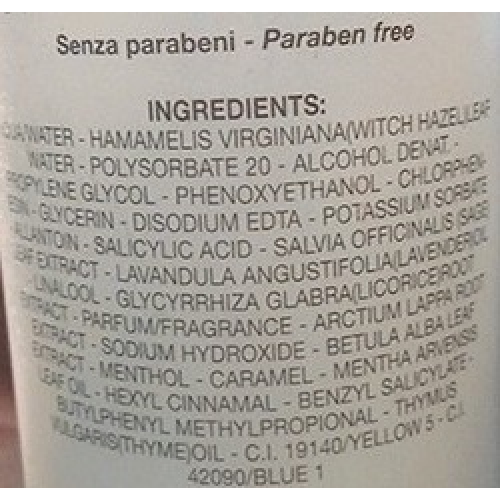 Senza parabeni - Paraben free
INGREDIENTS:
AQUA/WATER - HAMAMELIS VIRGINIANA(WITCH HAZEL)LEAF
WATER - POLYSORBATE 20 - ALCOHOL DENAT. -
PROPYLENE GLYCOL - PHENOXYETHANOL - CHLORPHEN-
ESIN - GLYCERIN - DISODIUM EDTA - POTASSIUM SORBATE
ALLANTOIN - SALICYLIC ACID - SALVIA OFFICINALIS (SAGE
LEAF EXTRACT - LAVANDULA ANGUSTIFOLIA(LAVENDER)OIL
- LINALOOL - GLYCYRRHIZA GLABRA(LICORICE)ROOT
EXTRACT - PARFUM/FRAGRANCE - ARCTIUM LAPPA ROOT
EXTRACT - SODIUM HYDROXIDE - BETULA ALBA LEAF
EXTRACT - MENTHOL - CARAMEL - MENTHA ARVENSIS
LEAF OIL - HEXYL CINNAMAL - BENZYL SALICYLATE -
BUTYLPHENYL METHYLPROPIONAL - THYMUS
VULGARIS(THYME)OIL - C.I. 19140/YELLOW 5 - C.I.
42090/BLUE 1